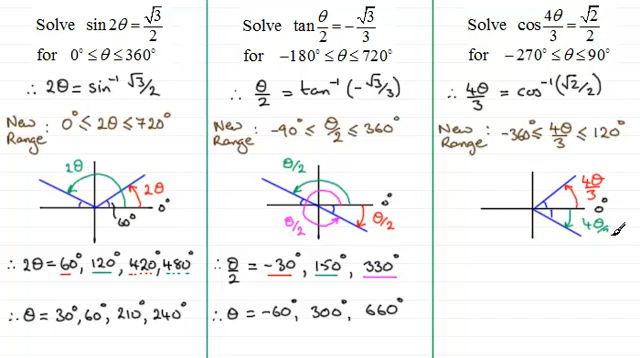 Solve sin 2θ = √3/2
for 0° ≤ θ ≤ 360°
∴ 2θ = sin⁻¹ √3/2
New Range: 0° ≤ 2θ ≤ 720°
2θ
2θ
0°
60°
∴ 2θ = 60°, 120°, 420°, 480°
∴ θ = 30°, 60°, 210°, 240°
Solve tan θ/2 = -√3/3
for -180° ≤ θ ≤ 720°
∴ θ/2 = tan⁻¹(-√3/3)
New Range: -90° ≤ θ/2 ≤ 360°
θ/2
0°
θ/2
θ/2
∴ θ/2 = -30°, 150°, 330°
∴ θ = -60°, 300°, 660°
Solve cos 4θ/3 = √2/2
for -270° ≤ θ ≤ 90°
∴ 4θ/3 = cos⁻¹(√2/2)
New Range: -360° ≤ 4θ/3 ≤ 120°
4θ/3
0°
4θ/